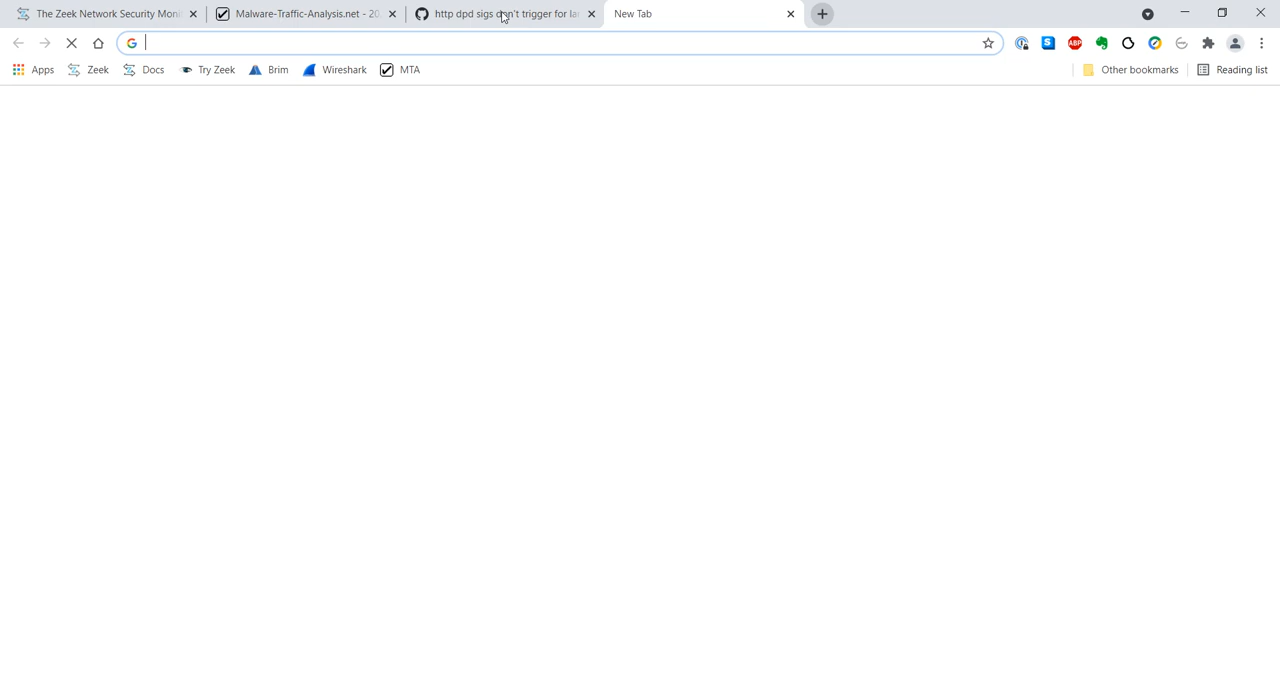 The Zeek Network Security Moni
Malware-Traffic-Analysis.net - 20
http dpd sigs don't trigger for la
New Tab
Apps
Zeek
Docs
Try Zeek
Brim
Wireshark
MTA
Other bookmarks
Reading list